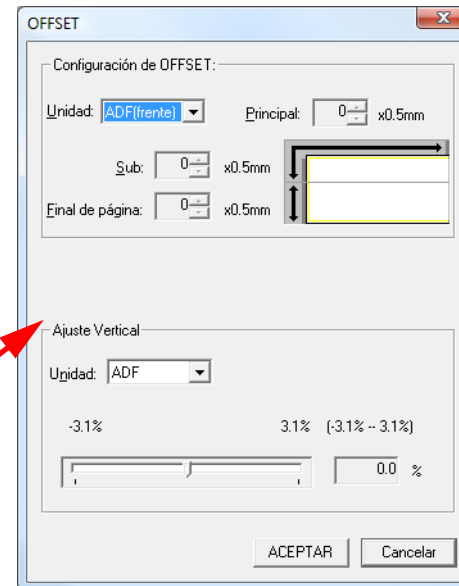 OFFSET
Configuración de OFFSET:
Unidad: ADF(frente) Principal: 0 x0.5mm
Sub: 0 x0.5mm
Final de página: 0 x0.5mm
Ajuste Vertical
Unidad: ADF
-3.1% 3.1% (-3.1% -- 3.1%)
0.0 %
ACEPTAR Cancelar